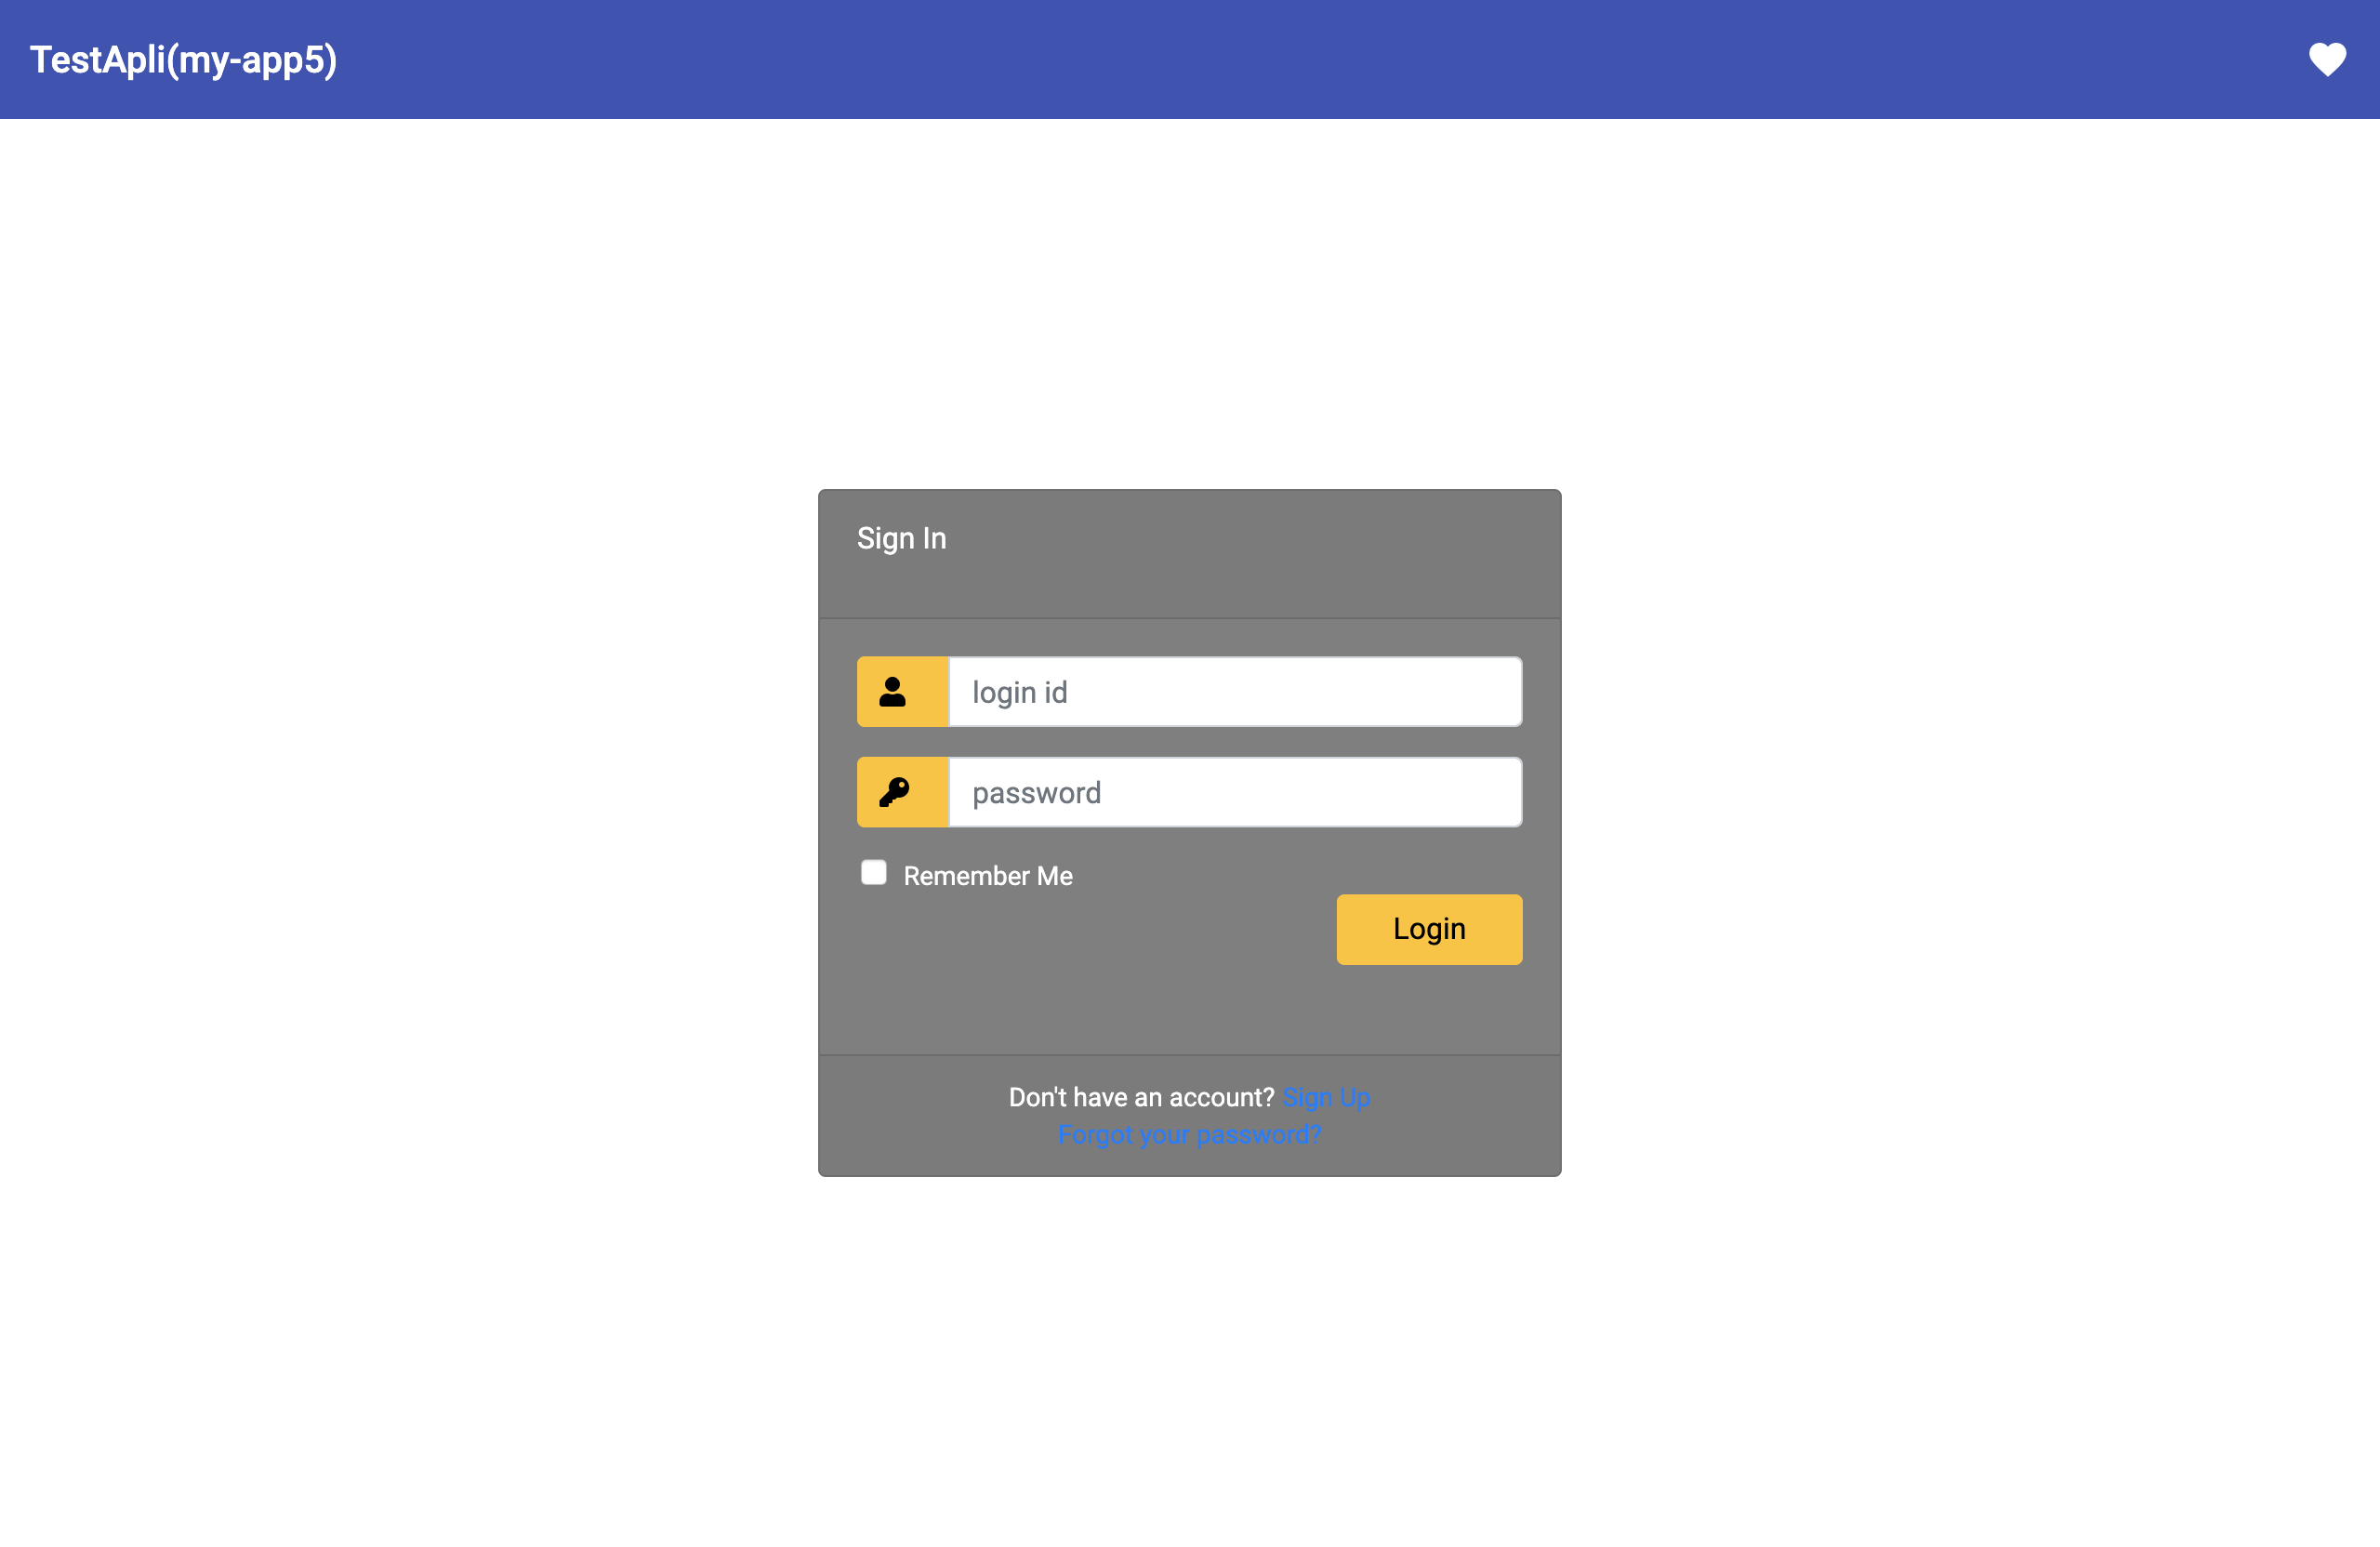 TestApli(my-app5)
Sign In
login id
password
Remember Me
Login
Don't have an account? Sign Up
Forgot your password?